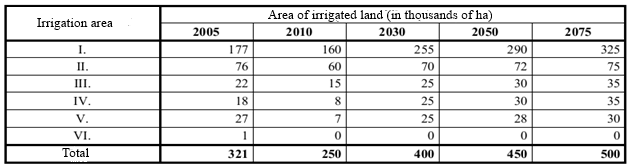 Irrigation area Area of irrigated land (in thousands of ha)
2005 2010 2030 2050 2075
I. 177 160 255 290 325
II. 76 60 70 72 75
III. 22 15 25 30 35
IV. 18 8 25 30 35
V. 27 7 25 28 30
VI. 1 0 0 0 0
Total 321 250 400 450 500